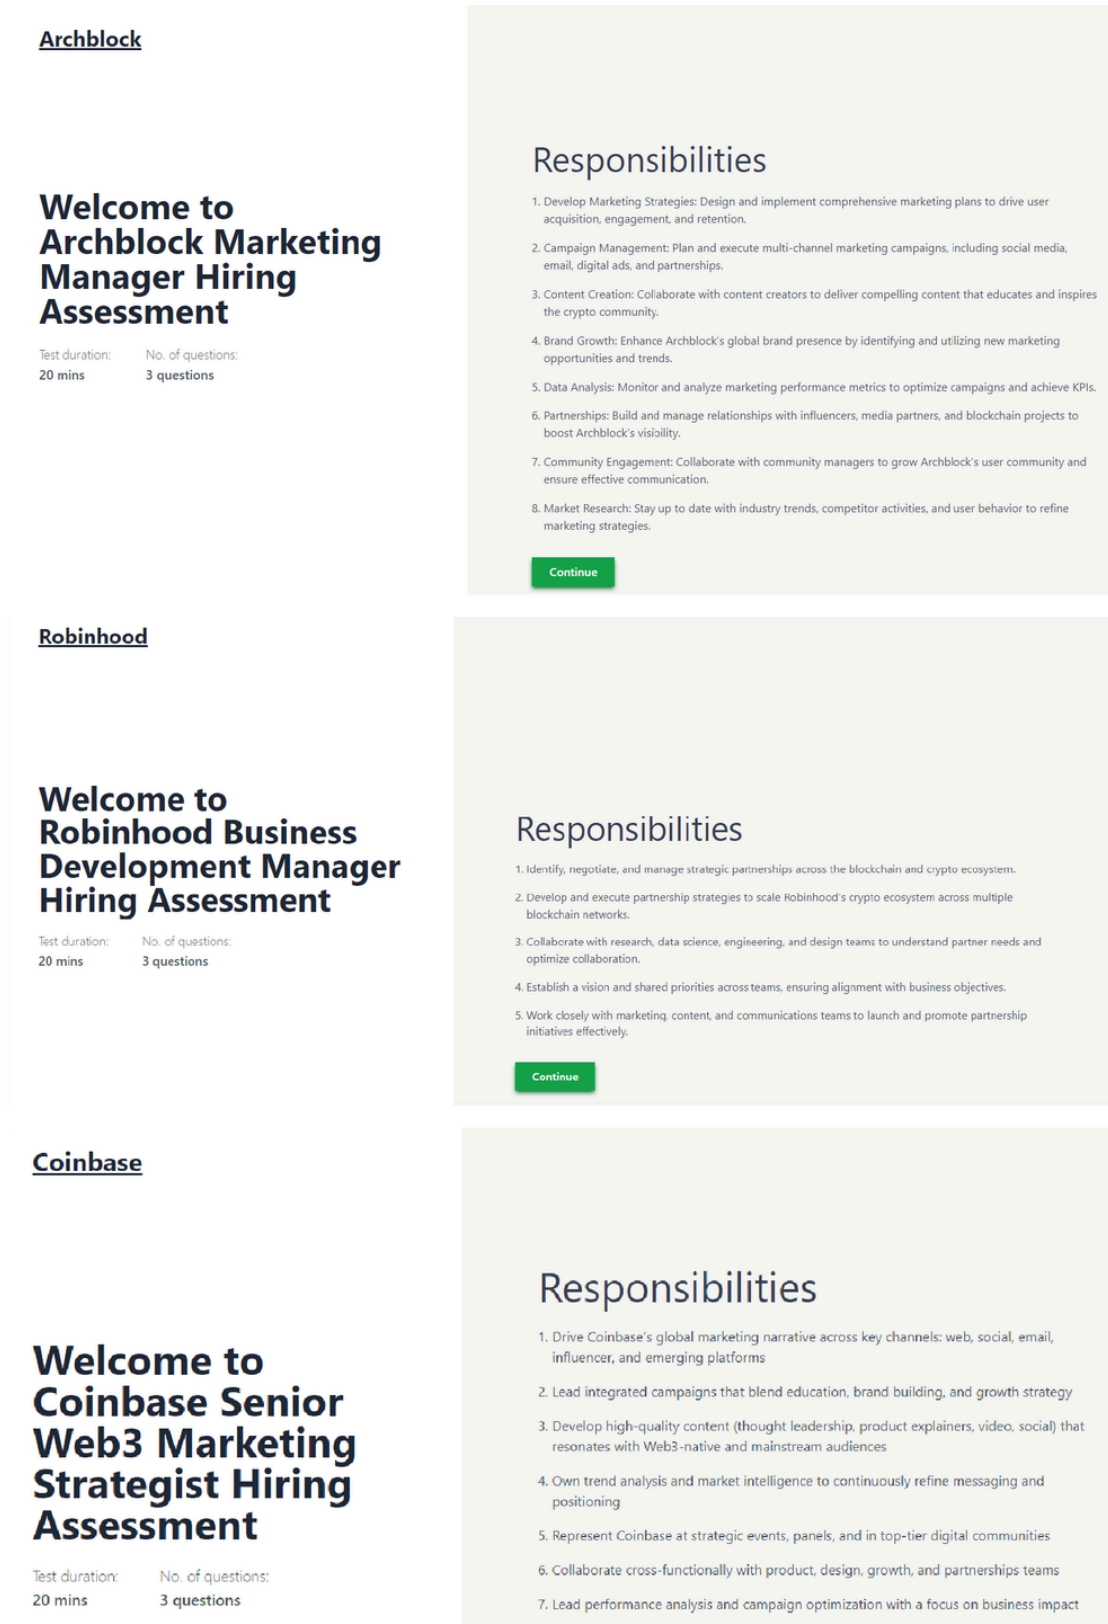 Archblock
Welcome to
Archblock Marketing
Manager Hiring
Assessment
Test duration:
No. of questions:
20 mins
3 questions
Responsibilities
1. Develop Marketing Strategies: Design and implement comprehensive marketing plans to drive user
acquisition, engagement, and retention.
2. Campaign Management: Plan and execute multi-channel marketing campaigns, including social media,
email, digital ads, and partnerships.
3. Content Creation: Collaborate with content creators to deliver compelling content that educates and inspires
the crypto community.
4. Brand Growth: Enhance Archblock's global brand presence by identifying and utilizing new marketing
opportunities and trends.
5. Data Analysis: Monitor and analyze marketing performance metrics to optimize campaigns and achieve KPIs.
6. Partnerships: Build and manage relationships with influencers, media partners, and blockchain projects to
boost Archblock's visibility.
7. Community Engagement: Collaborate with community managers to grow Archblock's user community and
ensure effective communication.
8. Market Research: Stay up to date with industry trends, competitor activities, and user behavior to refine
marketing strategies.
Continue
Robinhood
Welcome to
Robinhood Business
Development Manager
Hiring Assessment
Test duration:
No. of questions:
20 mins
3 questions
Responsibilities
1. Identify, negotiate, and manage strategic partnerships across the blockchain and crypto ecosystem.
2. Develop and execute partnership strategies to scale Robinhood's crypto ecosystem across multiple
blockchain networks.
3. Collaborate with research, data science, engineering, and design teams to understand partner needs and
optimize collaboration.
4. Establish a vision and shared priorities across teams, ensuring alignment with business objectives.
5. Work closely with marketing, content, and communications teams to launch and promote partnership
initiatives effectively.
Continue
Coinbase
Welcome to
Coinbase Senior
Web3 Marketing
Strategist Hiring
Assessment
Test duration:
No. of questions:
20 mins
3 questions
Responsibilities
1. Drive Coinbase's global marketing narrative across key channels: web, social, email,
influencer, and emerging platforms
2. Lead integrated campaigns that blend education, brand building, and growth strategy
3. Develop high-quality content (thought leadership, product explainers, video, social) that
resonates with Web3-native and mainstream audiences
4. Own trend analysis and market intelligence to continuously refine messaging and
positioning
5. Represent Coinbase at strategic events, panels, and in top-tier digital communities
6. Collaborate cross-functionally with product, design, growth, and partnerships teams
7. Lead performance analysis and campaign optimization with a focus on business impact